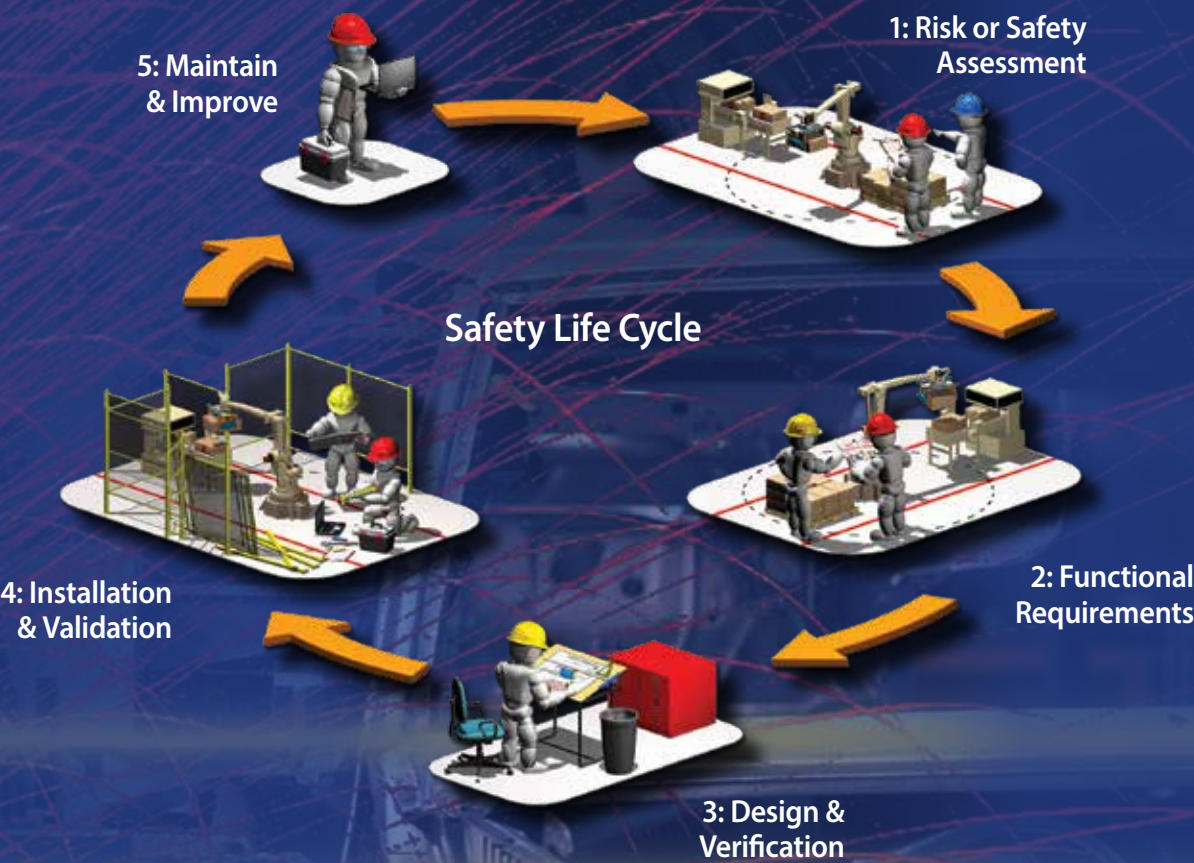 1: Risk or Safety
Assessment
5: Maintain
& Improve
Safety Life Cycle
2: Functional
Requirements
4: Installation
& Validation
3: Design &
Verification